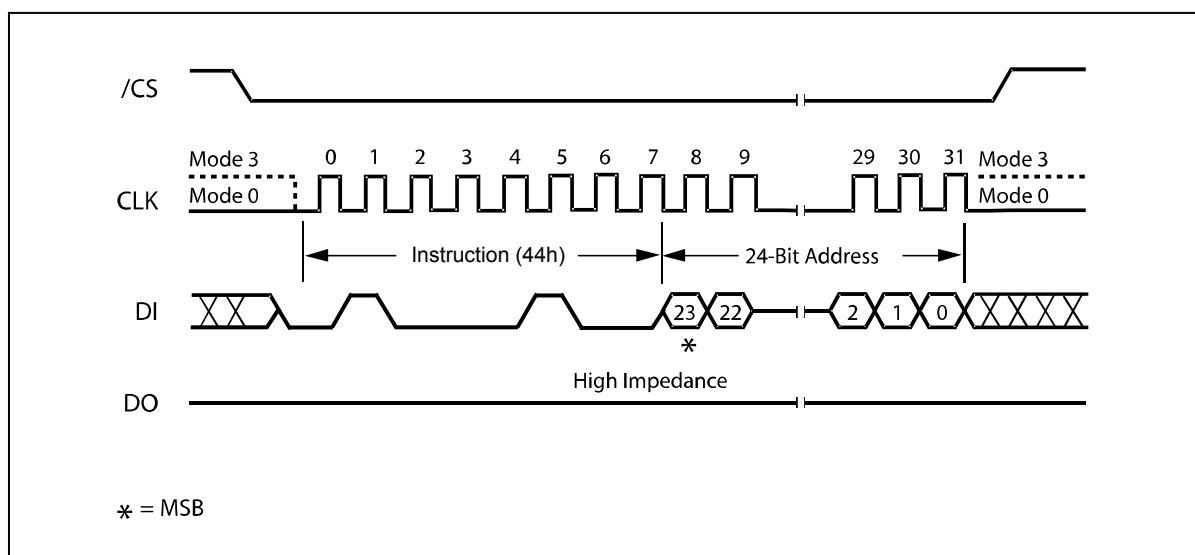 /CS
Mode 3 0 1 2 3 4 5 6 7 8 9 29 30 31 Mode 3
CLK Mode 0 Mode 0
Instruction (44h) 24-Bit Address
DI 23 22 2 1 0
*
High Impedance
DO
* = MSB